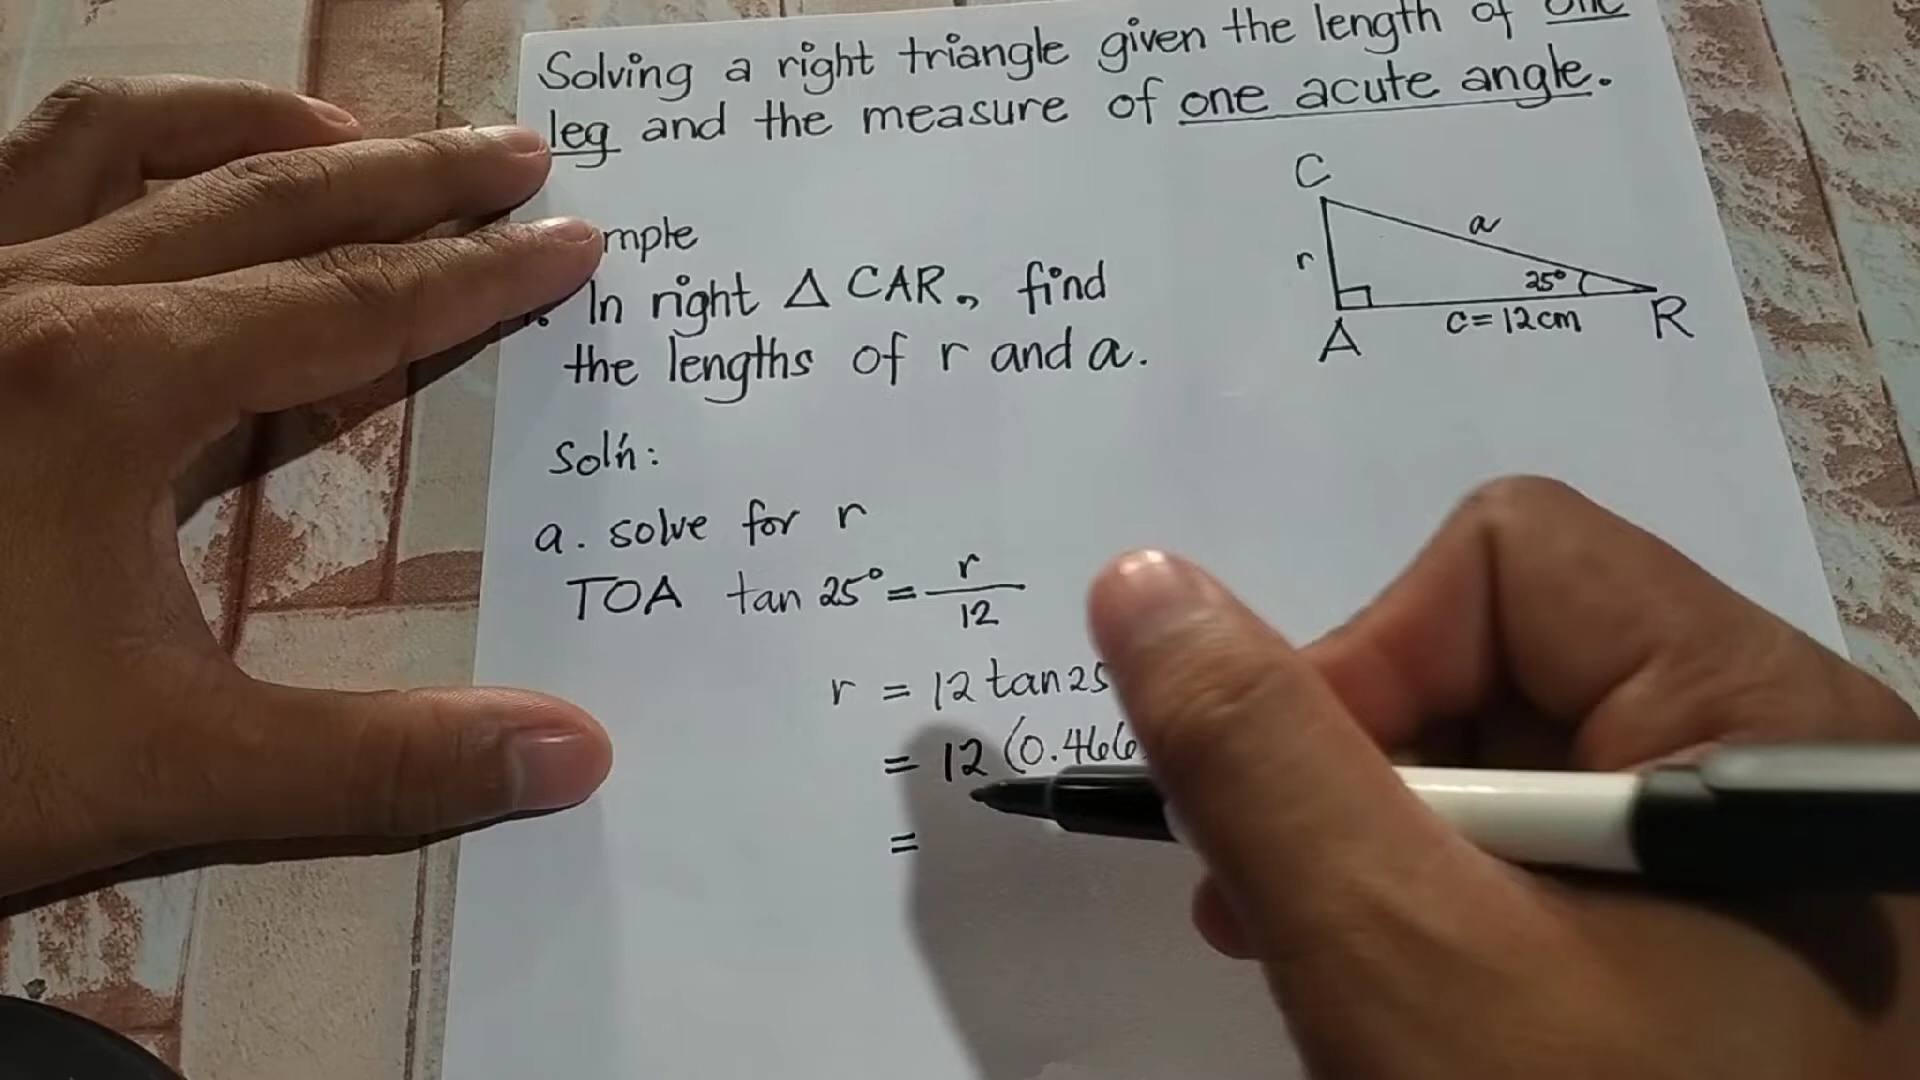 Solving a right triangle given the length of one
leg and the measure of one acute angle.
mple
1. In right △ CAR, find
the lengths of r and a.
Sol'n:
a. solve for r
TOA tan 25° = r/12
r = 12 tan 25
= 12 (0.466
=
C
a
r
25°
A
c = 12cm
R